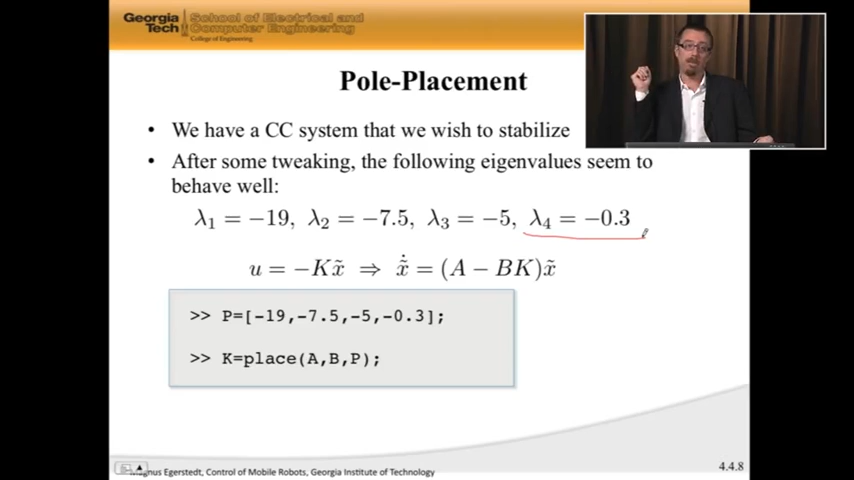 Georgia Tech
School of Electrical and Computer Engineering
College of Engineering
Pole-Placement
• We have a CC system that we wish to stabilize
• After some tweaking, the following eigenvalues seem to
behave well:
λ₁ = −19, λ₂ = −7.5, λ₃ = −5, λ₄ = −0.3
u = −Kx̃ ⇒ ẋ̃ = (A − BK)x̃
>> P=[-19,-7.5,-5,-0.3];
>> K=place(A,B,P);
Magnus Egerstedt, Control of Mobile Robots, Georgia Institute of Technology
4.4.8